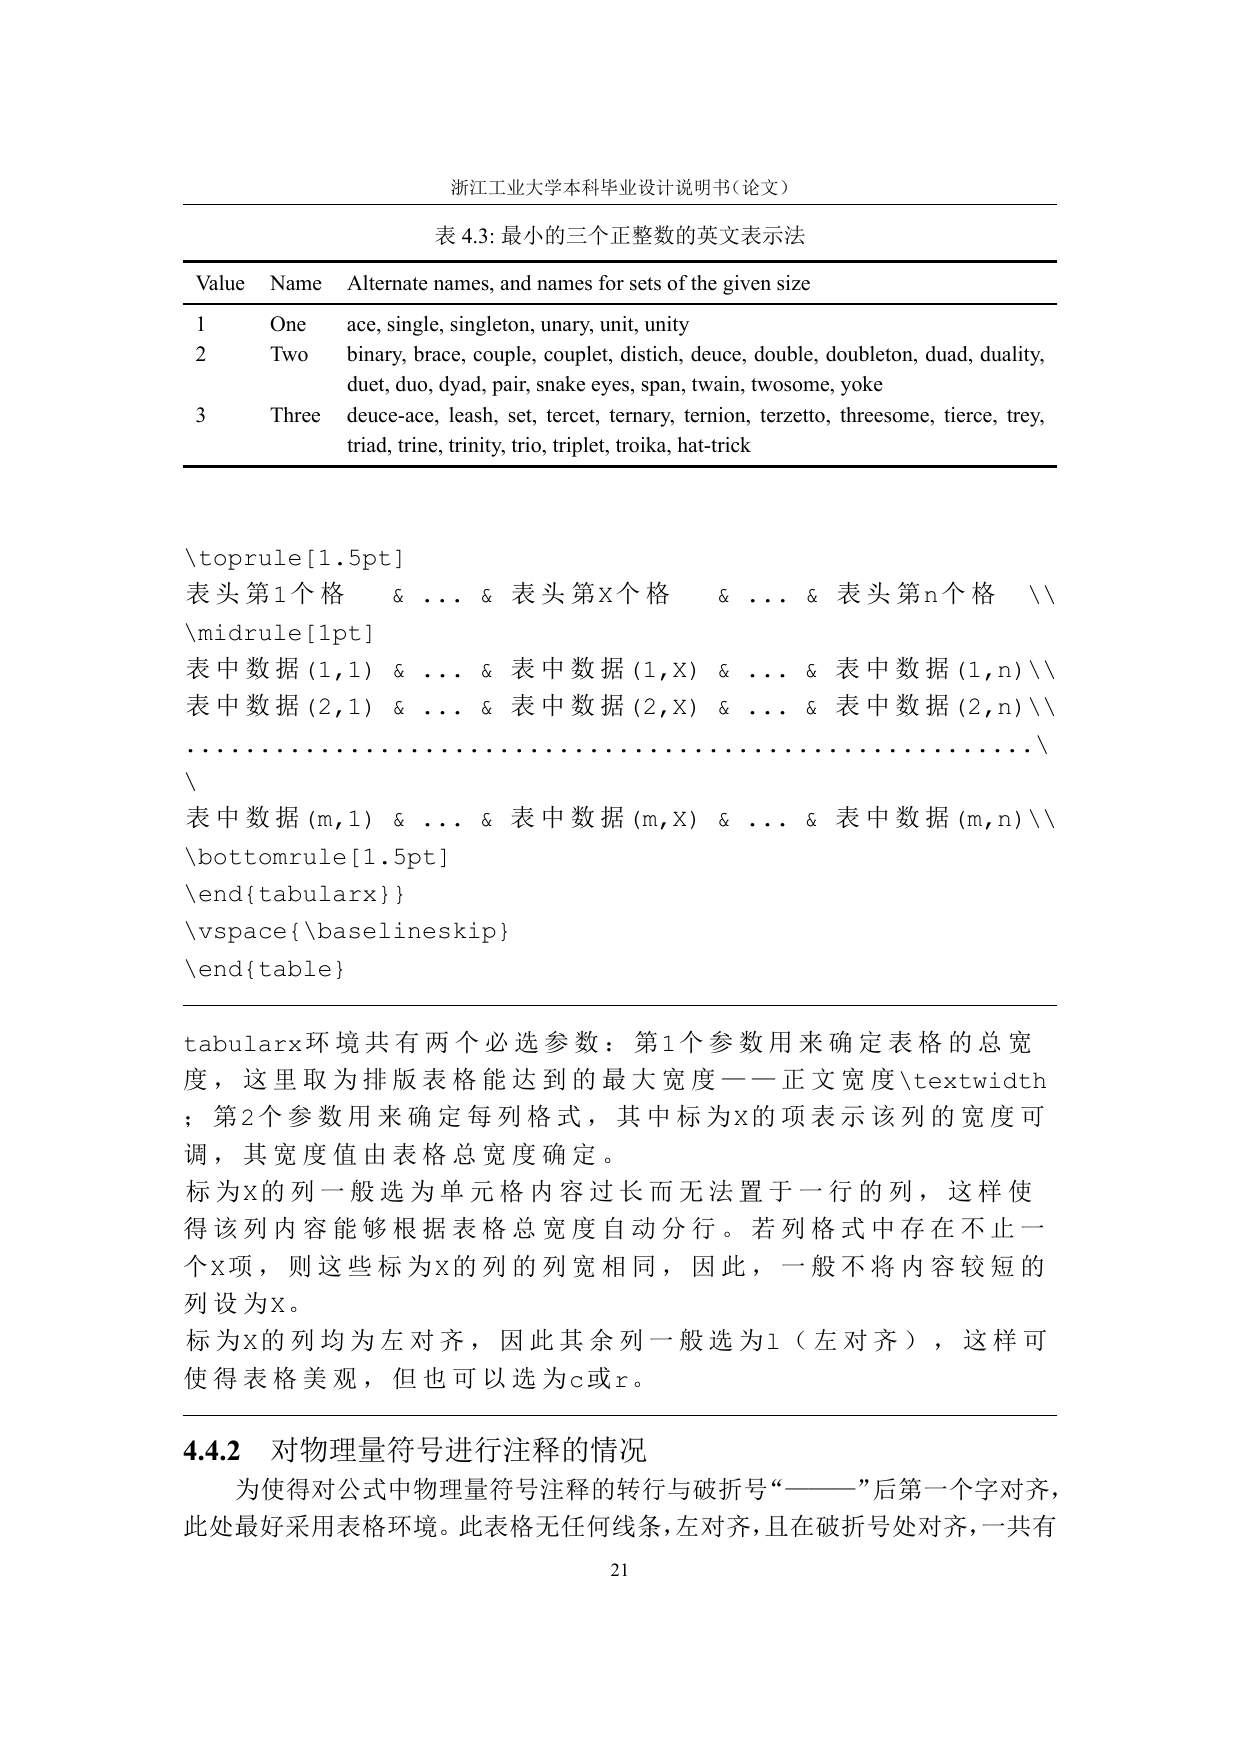 浙江工业大学本科毕业设计说明书（论文）
表 4.3: 最小的三个正整数的英文表示法
Value Name Alternate names, and names for sets of the given size
1 One ace, single, singleton, unary, unit, unity
2 Two binary, brace, couple, couplet, distich, deuce, double, doubleton, duad, duality,
duet, duo, dyad, pair, snake eyes, span, twain, twosome, yoke
3 Three deuce-ace, leash, set, tercet, ternary, ternion, terzetto, threesome, tierce, trey,
triad, trine, trinity, trio, triplet, troika, hat-trick
\toprule[1.5pt]
表头第1个格 & ... & 表头第X个格 & ... & 表头第n个格 \\
\midrule[1pt]
表中数据(1,1) & ... & 表中数据(1,X) & ... & 表中数据(1,n)\\
表中数据(2,1) & ... & 表中数据(2,X) & ... & 表中数据(2,n)\\
..........................................................\
\
表中数据(m,1) & ... & 表中数据(m,X) & ... & 表中数据(m,n)\\
\bottomrule[1.5pt]
\end{tabularx}}
\vspace{\baselineskip}
\end{table}
tabularx环境共有两个必选参数：第1个参数用来确定表格的总宽
度，这里取为排版表格能达到的最大宽度——正文宽度\textwidth
；第2个参数用来确定每列格式，其中标为X的项表示该列的宽度可
调，其宽度值由表格总宽度确定。
标为X的列一般选为单元格内容过长而无法置于一行的列，这样使
得该列内容能够根据表格总宽度自动分行。若列格式中存在不止一
个X项，则这些标为X的列的列宽相同，因此，一般不将内容较短的
列设为X。
标为X的列均为左对齐，因此其余列一般选为l（左对齐），这样可
使得表格美观，但也可以选为c或r。
4.4.2 对物理量符号进行注释的情况
为使得对公式中物理量符号注释的转行与破折号“———”后第一个字对齐，
此处最好采用表格环境。此表格无任何线条，左对齐，且在破折号处对齐，一共有
21